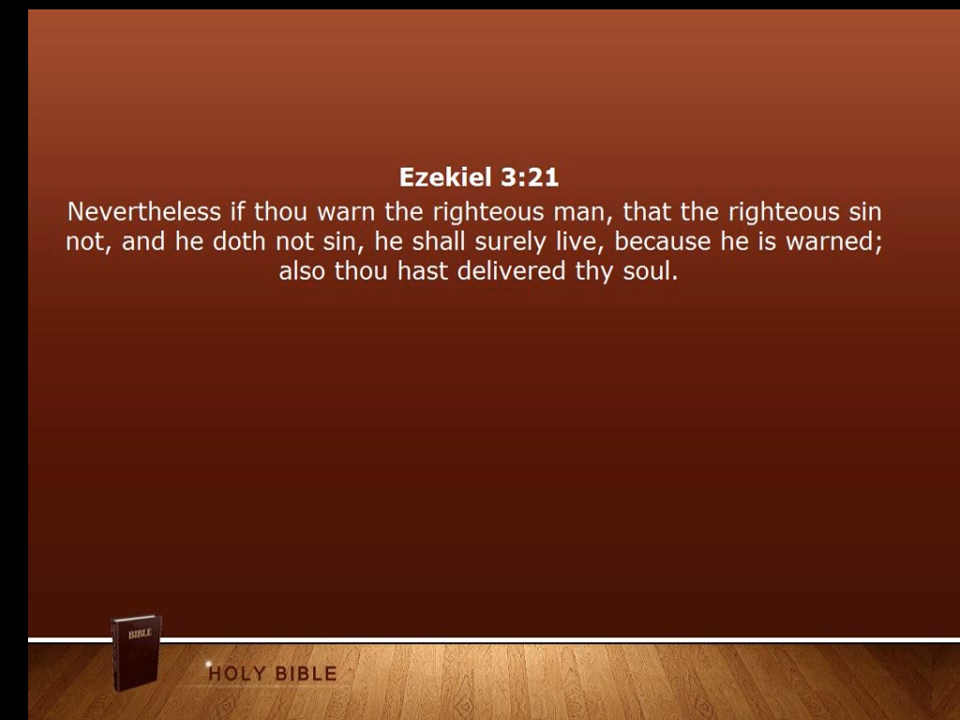 Ezekiel 3:21
Nevertheless if thou warn the righteous man, that the righteous sin
not, and he doth not sin, he shall surely live, because he is warned;
also thou hast delivered thy soul.
BIBLE
HOLY BIBLE